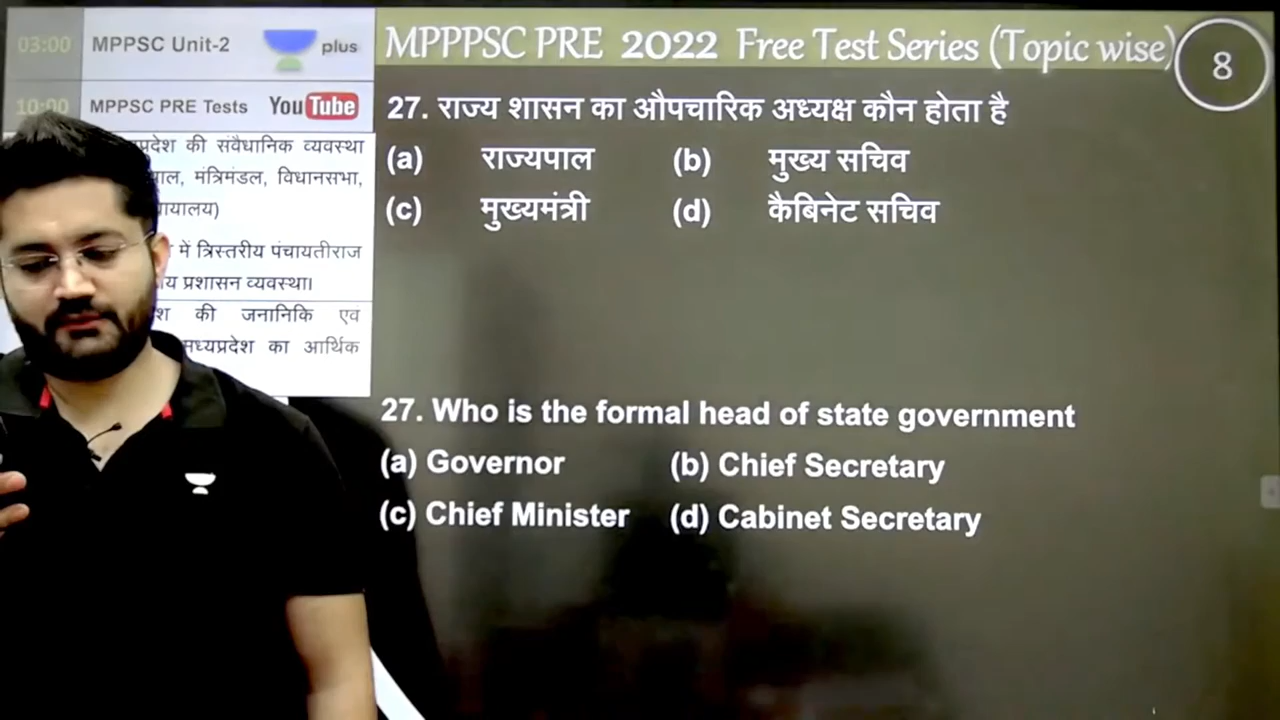 03:00 MPPSC Unit-2 plus
10:00 MPPSC PRE Tests YouTube
MPPPSC PRE 2022 Free Test Series (Topic wise)
8
की संवैधानिक व्यवस्था
मंत्रिमंडल, विधानसभा,
में त्रिस्तरीय पंचायतीराज
प्रशासन व्यवस्था।
की जनानिकि एवं
मध्यप्रदेश का आर्थिक
27. राज्य शासन का औपचारिक अध्यक्ष कौन होता है
(a) राज्यपाल (b) मुख्य सचिव
(c) मुख्यमंत्री (d) कैबिनेट सचिव
27. Who is the formal head of state government
(a) Governor (b) Chief Secretary
(c) Chief Minister (d) Cabinet Secretary